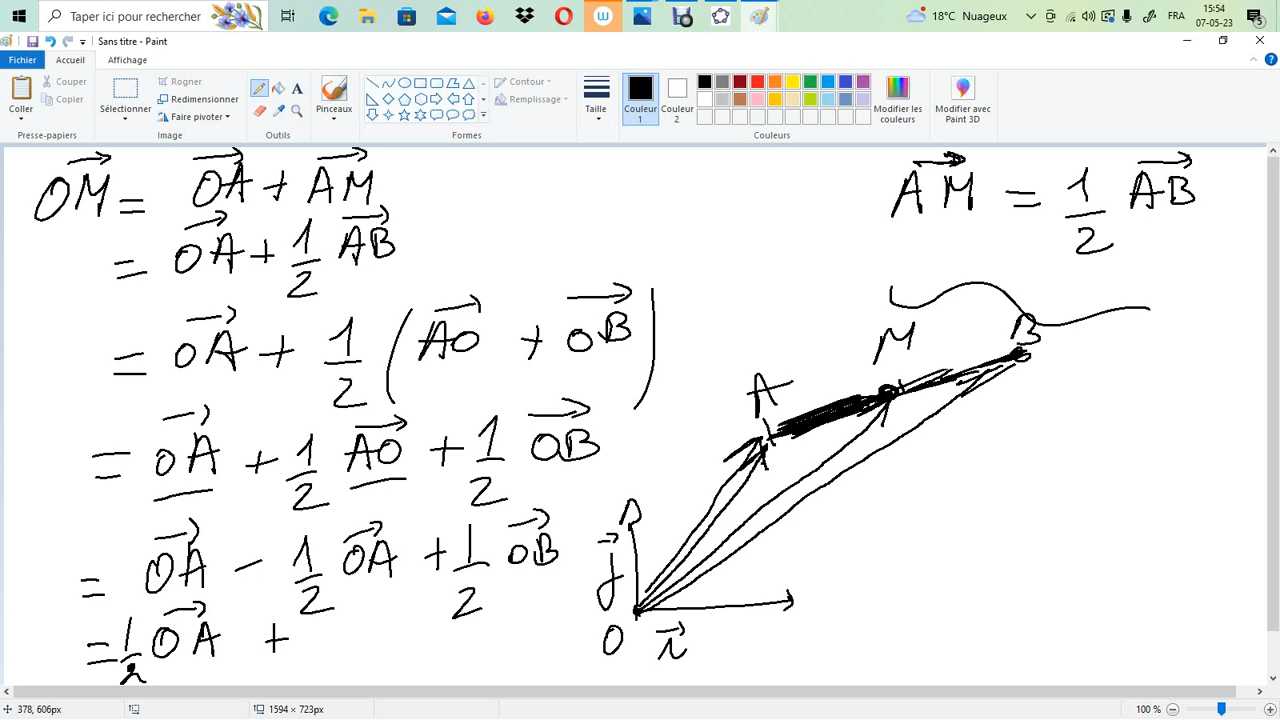 Taper ici pour rechercher
18°C Nuageux
FRA
15:54
07-05-23
5
Sans titre - Paint
Fichier
Accueil
Affichage
Coller
Couper
Copier
Presse-papiers
Sélectionner
Rogner
Redimensionner
Faire pivoter
Image
A
Pinceaux
Outils
Contour
Remplissage
Formes
Taille
Couleur 1
Couleur 2
Modifier les couleurs
Modifier avec Paint 3D
Couleurs
OM⃗ = OA⃗ + AM⃗
= OA⃗ + 1/2 AB⃗
= OA⃗ + 1/2 (AO⃗ + OB⃗)
= OA⃗ + 1/2 AO⃗ + 1/2 OB⃗
= OA⃗ - 1/2 OA⃗ + 1/2 OB⃗
= 1/2 OA⃗ +
AM⃗ = 1/2 AB⃗
M
B
A
j⃗
O
i⃗
378, 606px
1594 × 723px
100 %